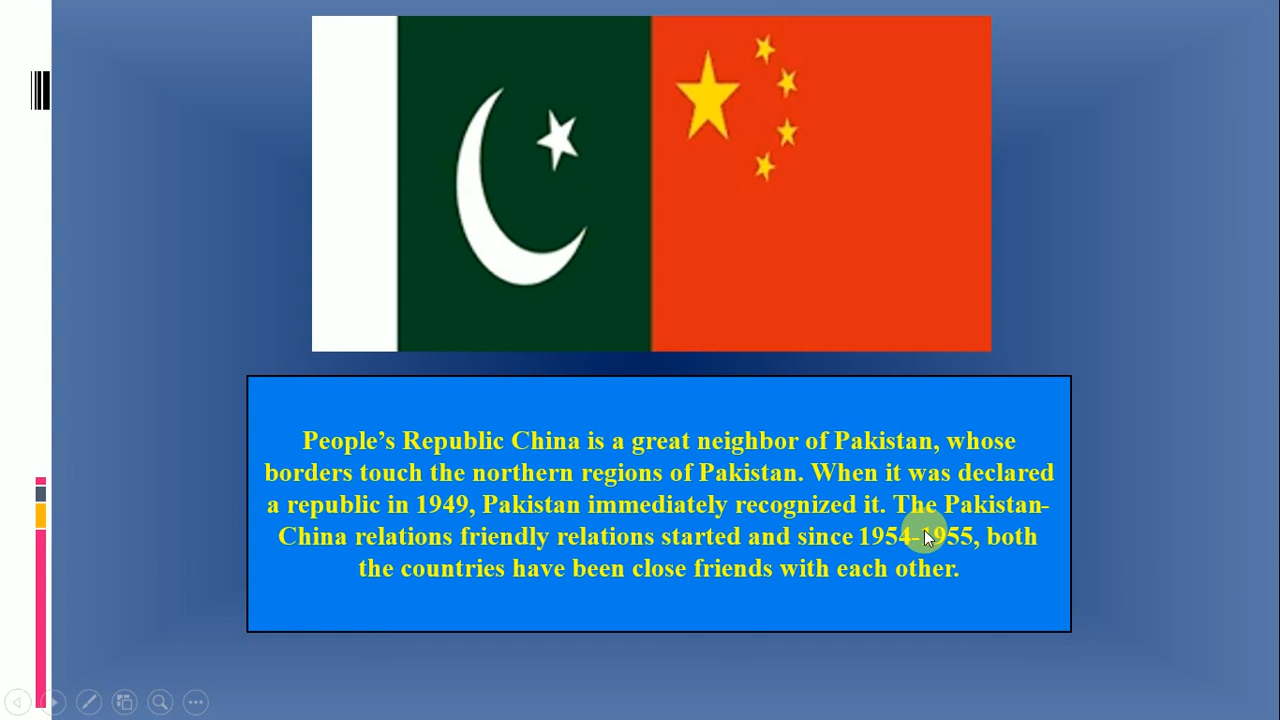 People’s Republic China is a great neighbor of Pakistan, whose
borders touch the northern regions of Pakistan. When it was declared
a republic in 1949, Pakistan immediately recognized it. The Pakistan-
China relations friendly relations started and since 1954-1955, both
the countries have been close friends with each other.